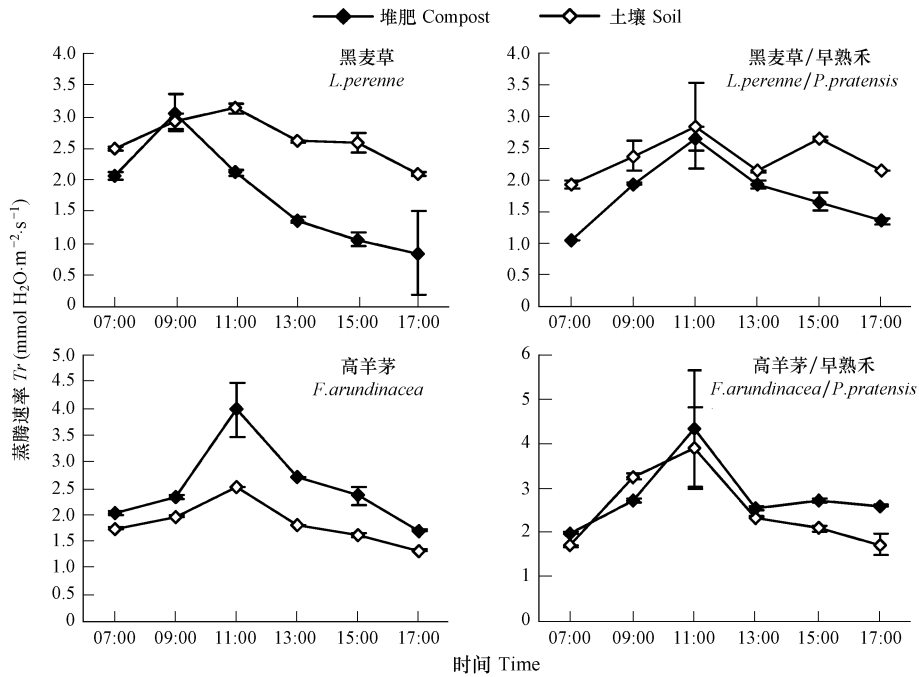 堆肥 Compost 土壤 Soil
黑麦草
L.perenne
4.0
3.5
3.0
2.5
2.0
1.5
1.0
0.5
0
07:00 09:00 11:00 13:00 15:00 17:00
黑麦草/早熟禾
L.perenne/P.pratensis
4.0
3.5
3.0
2.5
2.0
1.5
1.0
0.5
0
07:00 09:00 11:00 13:00 15:00 17:00
蒸腾速率 Tr (mmol H₂O·m⁻²·s⁻¹)
高羊茅
F.arundinacea
5.0
4.5
4.0
3.5
3.0
2.5
2.0
1.5
1.0
0.5
0
07:00 09:00 11:00 13:00 15:00 17:00
高羊茅/早熟禾
F.arundinacea/P.pratensis
6
5
4
3
2
1
0
07:00 09:00 11:00 13:00 15:00 17:00
时间 Time